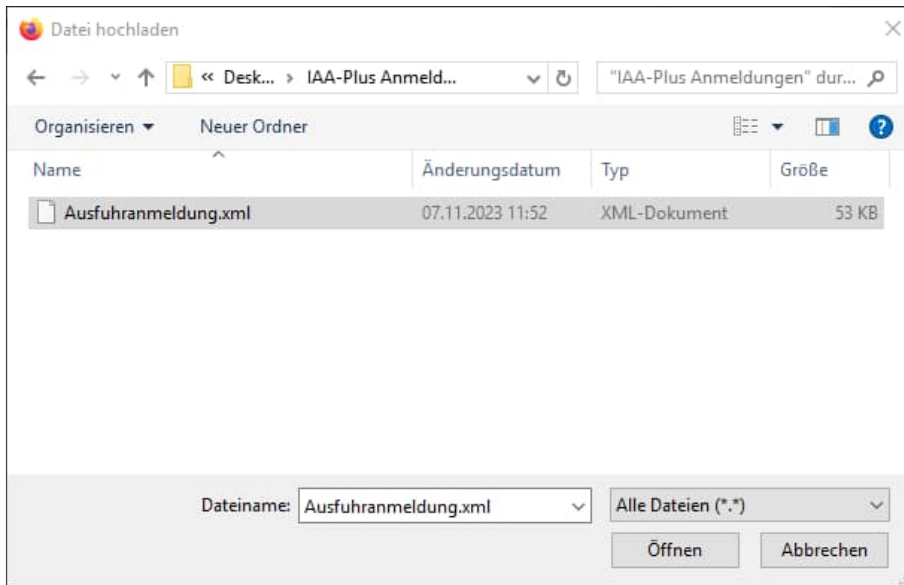 Datei hochladen
« Desk... › IAA-Plus Anmeld... "IAA-Plus Anmeldungen" dur...
Organisieren Neuer Ordner ?
Name Änderungsdatum Typ Größe
Ausfuhranmeldung.xml 07.11.2023 11:52 XML-Dokument 53 KB
Dateiname: Ausfuhranmeldung.xml Alle Dateien (*.*)
Öffnen Abbrechen